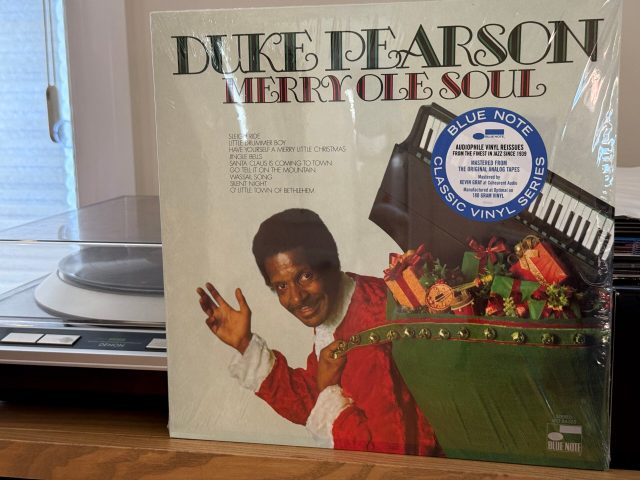 DUKE PEARSON
MERRY OLE SOUL
SLEIGH RIDE
LITTLE DRUMMER BOY
HAVE YOURSELF A MERRY LITTLE CHRISTMAS
JINGLE BELLS
SANTA CLAUS IS COMING TO TOWN
GO TELL IT ON THE MOUNTAIN
WASSAIL SONG
SILENT NIGHT
O LITTLE TOWN OF BETHLEHEM
BLUE NOTE
BLUE NOTE
AUDIOPHILE VINYL REISSUES
FROM THE FINEST IN JAZZ SINCE 1939
MASTERED FROM
THE ORIGINAL ANALOG TAPES
Mastered by
KEVIN GRAY at Cohearent Audio
Manufactured at Optimal on
180 GRAM VINYL
CLASSIC VINYL SERIES
DENON
STEREO
BLUE NOTE